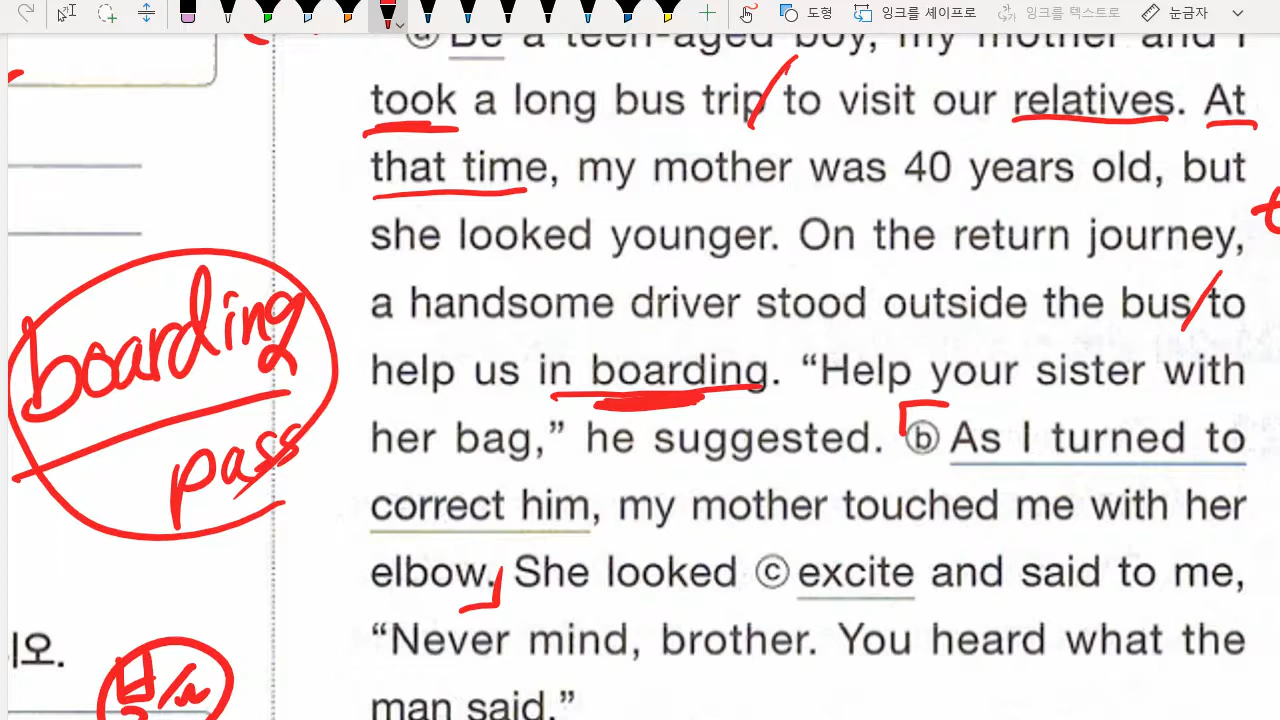 도형
잉크를 셰이프로
잉크를 텍스트로
눈금자
ⓐ Be a teen-aged boy, my mother and I
took a long bus trip to visit our relatives. At
that time, my mother was 40 years old, but
she looked younger. On the return journey,
a handsome driver stood outside the bus to
help us in boarding. “Help your sister with
her bag,” he suggested. ⓑ As I turned to
correct him, my mother touched me with her
elbow. She looked ⓒ excite and said to me,
“Never mind, brother. You heard what the
man said.”
boarding
pass
오.